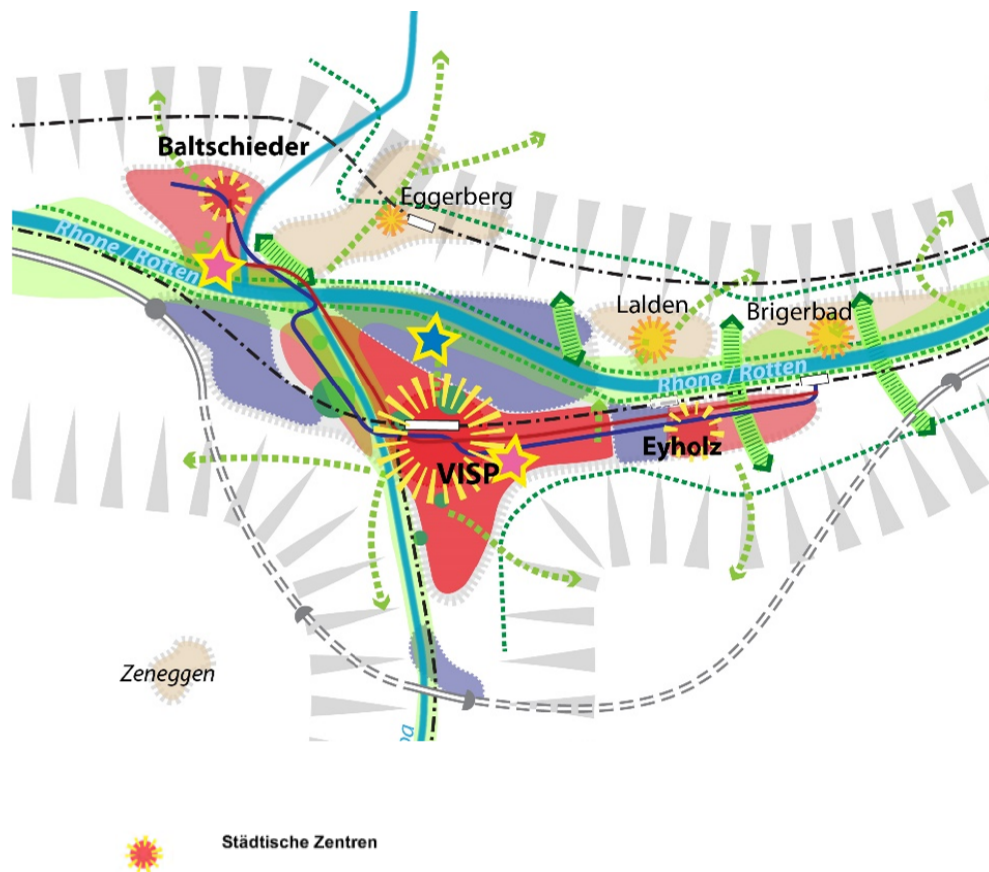 Baltschieder
Eggerberg
Rhone / Rotten
Lalden
Brigerbad
Rhone / Rotten
Eyholz
VISP
Zeneggen
Städtische Zentren